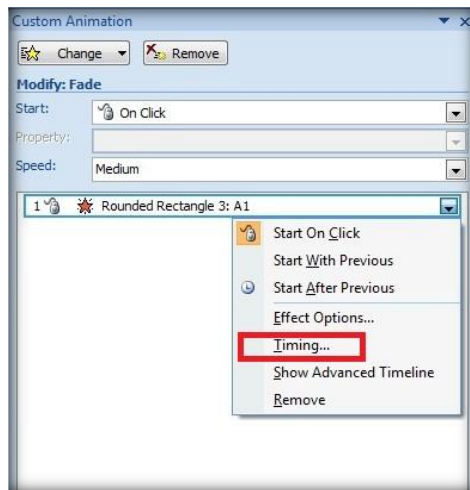 Custom Animation
Change Remove
Modify: Fade
Start: On Click
Property:
Speed: Medium
1 Rounded Rectangle 3: A1
Start On Click
Start With Previous
Start After Previous
Effect Options...
Timing...
Show Advanced Timeline
Remove